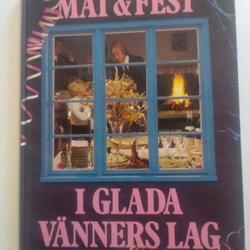 MAT & FEST
I GLADA
VÄNNERS LAG